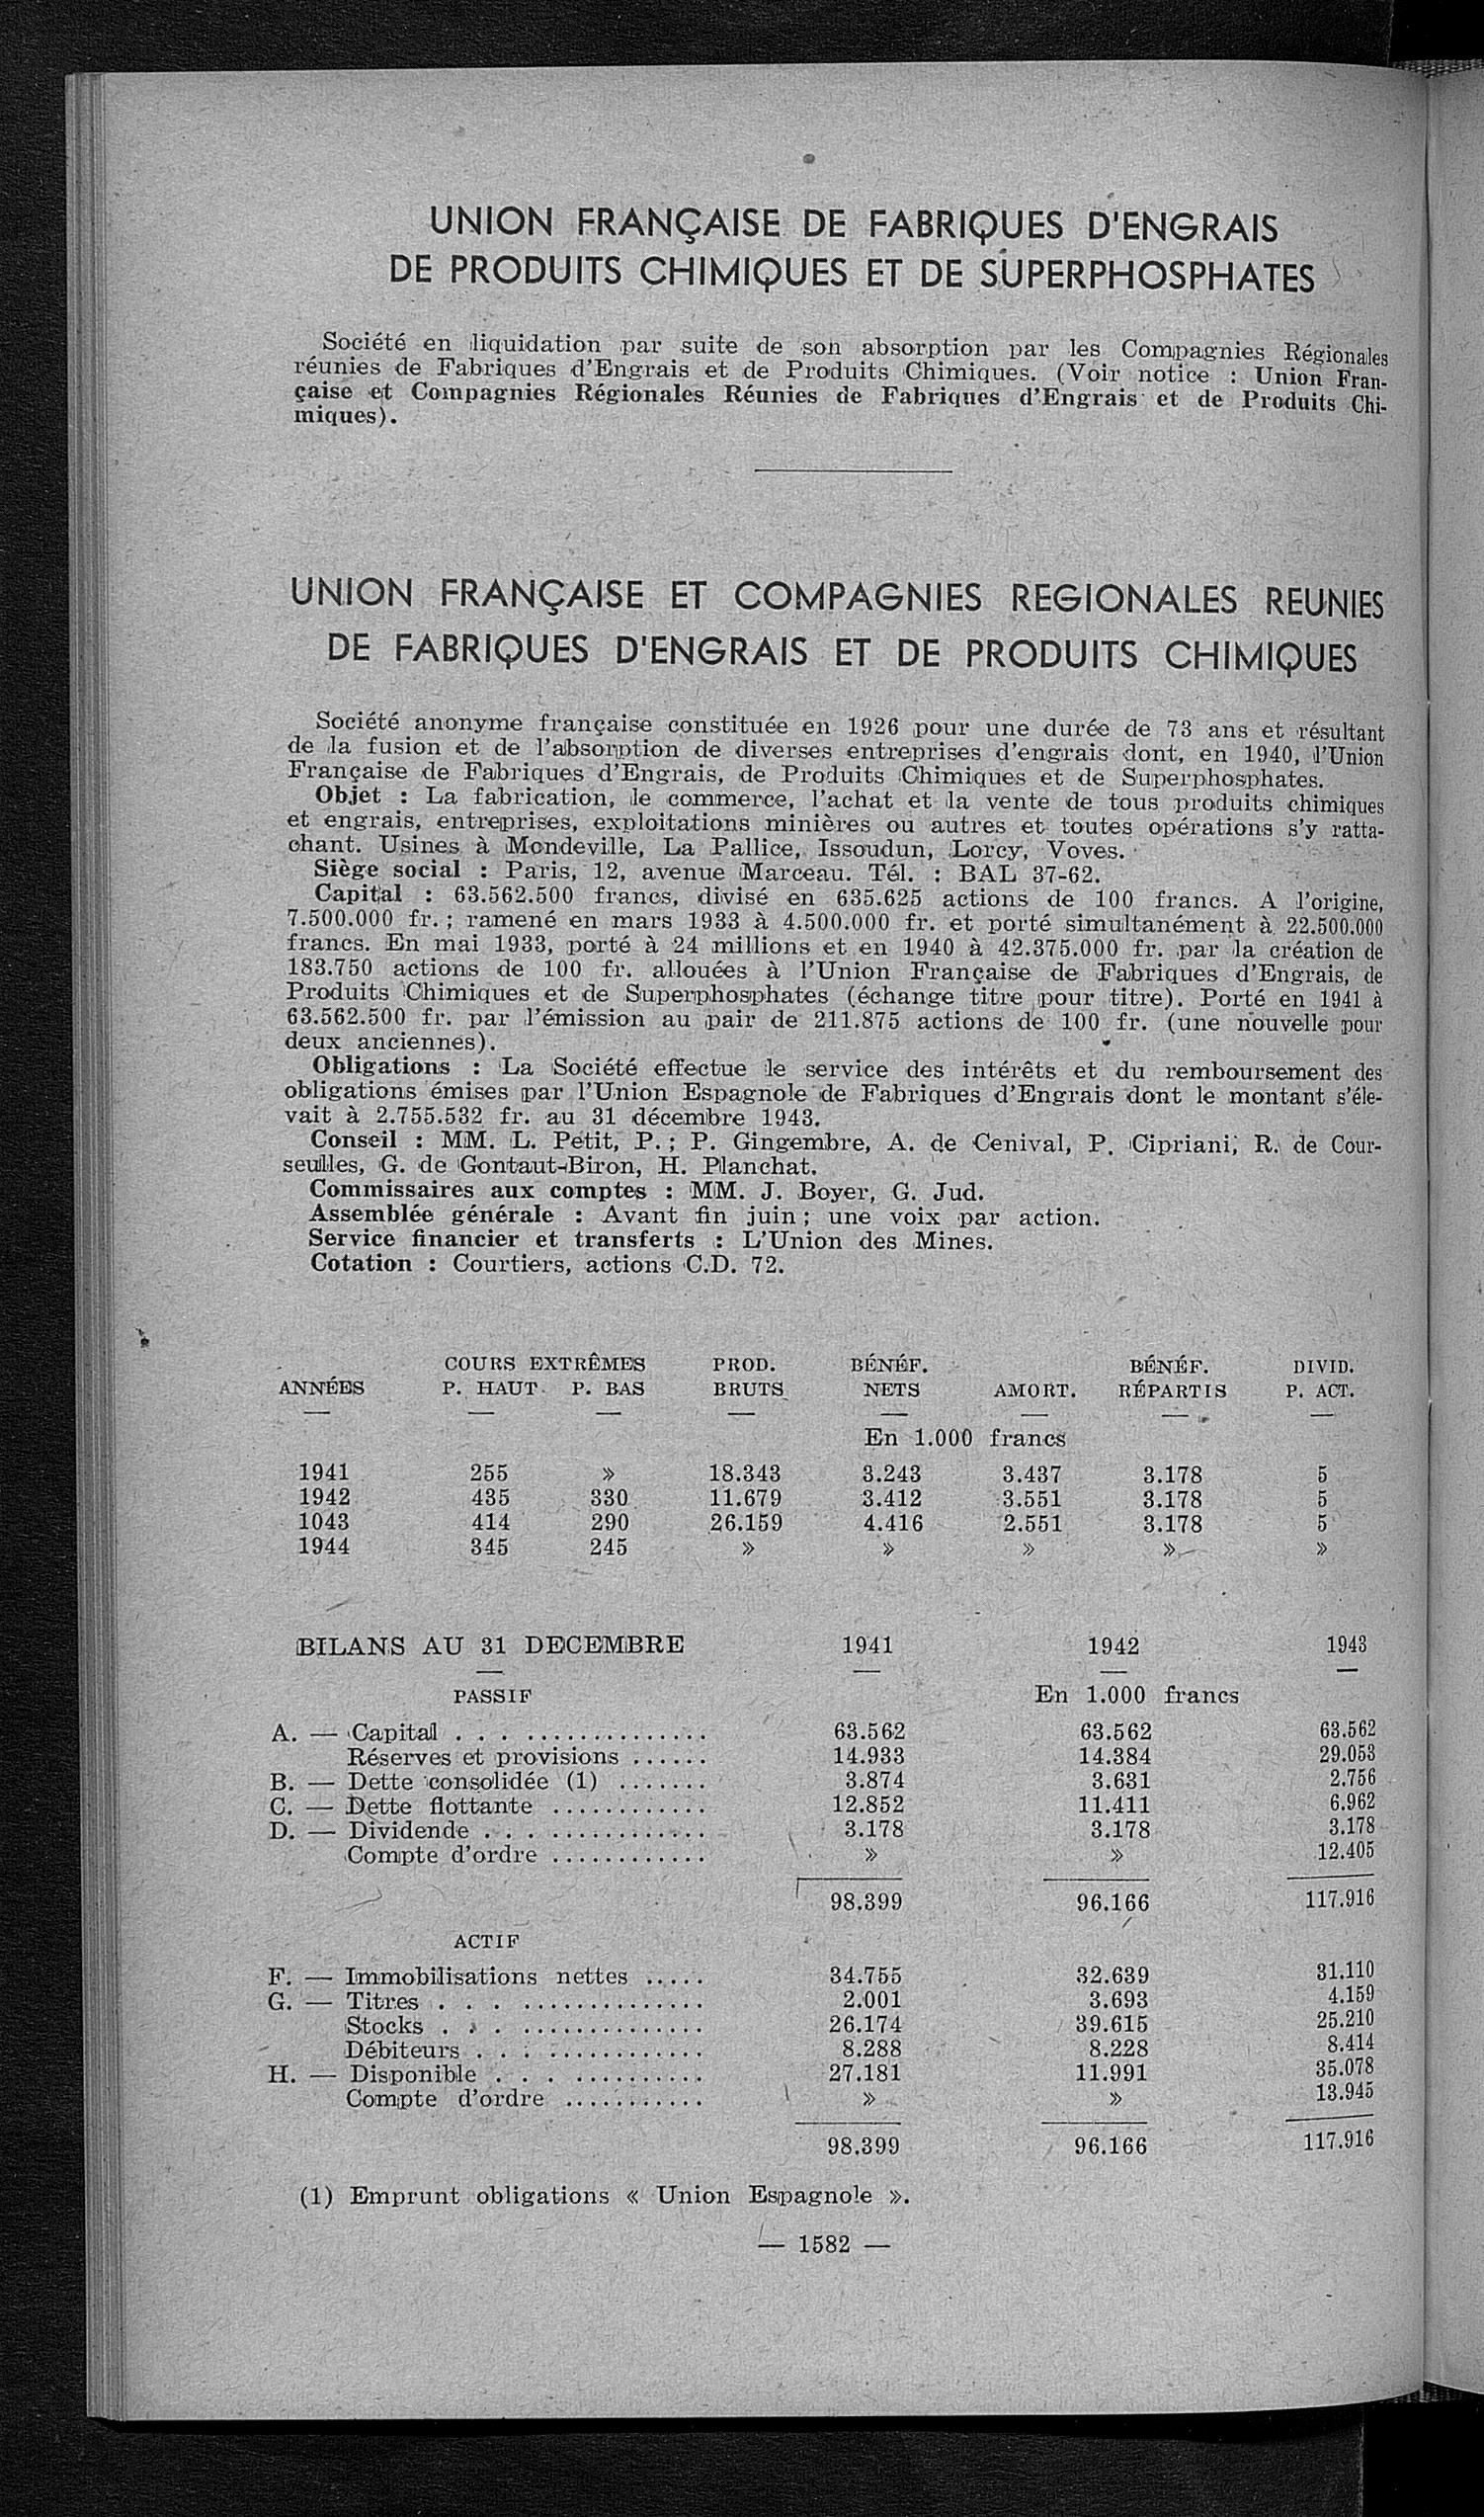 UNION FRANÇAISE DE FABRIQUES D'ENGRAIS
DE PRODUITS CHIMIQUES ET DE SUPERPHOSPHATES
Société en liquidation par suite de son absorption par les Compagnies Régionales
réunies de Fabriques d'Engrais et de Produits Chimiques. (Voir notice : Union Fran-
çaise et Compagnies Régionales Réunies de Fabriques d'Engrais et de Produits Chi-
miques).
UNION FRANÇAISE ET COMPAGNIES REGIONALES REUNIES
DE FABRIQUES D'ENGRAIS ET DE PRODUITS CHIMIQUES
Société anonyme française constituée en 1926 pour une durée de 73 ans et résultant
de la fusion et de l'absorption de diverses entreprises d'engrais dont, en 1940, l'Union
Française de Fabriques d'Engrais, de Produits Chimiques et de Superphosphates.
Objet : La fabrication, le commerce, l'achat et la vente de tous produits chimiques
et engrais, entreprises, exploitations minières ou autres et toutes opérations s'y ratta-
chant. Usines à Mondeville, La Pallice, Issoudun, Lorcy, Voves.
Siège social : Paris, 12, avenue Marceau. Tél. : BAL 37-62.
Capital : 63.562.500 francs, divisé en 635.625 actions de 100 francs. A l'origine,
7.500.000 fr. ; ramené en mars 1933 à 4.500.000 fr. et porté simultanément à 22.500.000
francs. En mai 1933, porté à 24 millions et en 1940 à 42.375.000 fr. par la création de
183.750 actions de 100 fr. allouées à l'Union Française de Fabriques d'Engrais, de
Produits Chimiques et de Superphosphates (échange titre pour titre). Porté en 1941 à
63.562.500 fr. par l'émission au pair de 211.875 actions de 100 fr. (une nouvelle pour
deux anciennes).
Obligations : La Société effectue le service des intérêts et du remboursement des
obligations émises par l'Union Espagnole de Fabriques d'Engrais dont le montant s'éle-
vait à 2.755.532 fr. au 31 décembre 1943.
Conseil : MM. L. Petit, P. ; P. Gingembre, A. de Cenival, P. Cipriani, R. de Cour-
seulles, G. de Gontaut-Biron, H. Planchat.
Commissaires aux comptes : MM. J. Boyer, G. Jud.
Assemblée générale : Avant fin juin ; une voix par action.
Service financier et transferts : L'Union des Mines.
Cotation : Courtiers, actions C.D. 72.
COURS EXTRÊMES PROD. BÉNÉF. BÉNÉF. DIVID.
ANNÉES P. HAUT P. BAS BRUTS NETS AMORT. RÉPARTIS P. ACT.
En 1.000 francs
1941 255 » 18.343 3.243 3.437 3.178 5
1942 435 330 11.679 3.412 3.551 3.178 5
1043 414 290 26.159 4.416 2.551 3.178 5
1944 345 245 » » » » »
BILANS AU 31 DECEMBRE 1941 1942 1943
PASSIF En 1.000 francs
A. — Capital . . . ............... 63.562 63.562 63.562
Réserves et provisions ...... 14.933 14.384 29.053
B. — Dette consolidée (1) ....... 3.874 3.631 2.756
C. — Dette flottante ............ 12.852 11.411 6.962
D. — Dividende . . . ............. 3.178 3.178 3.178
Compte d'ordre ............ » » 12.405
98.399 96.166 117.916
ACTIF
F. — Immobilisations nettes ..... 34.755 32.639 31.110
G. — Titres . . . ............... 2.001 3.693 4.159
Stocks . . . ............... 26.174 39.615 25.210
Débiteurs . . . ............. 8.288 8.228 8.414
H. — Disponible . . . ........... 27.181 11.991 35.078
Compte d'ordre ........... » » 13.945
98.399 96.166 117.916
(1) Emprunt obligations « Union Espagnole ».
— 1582 —